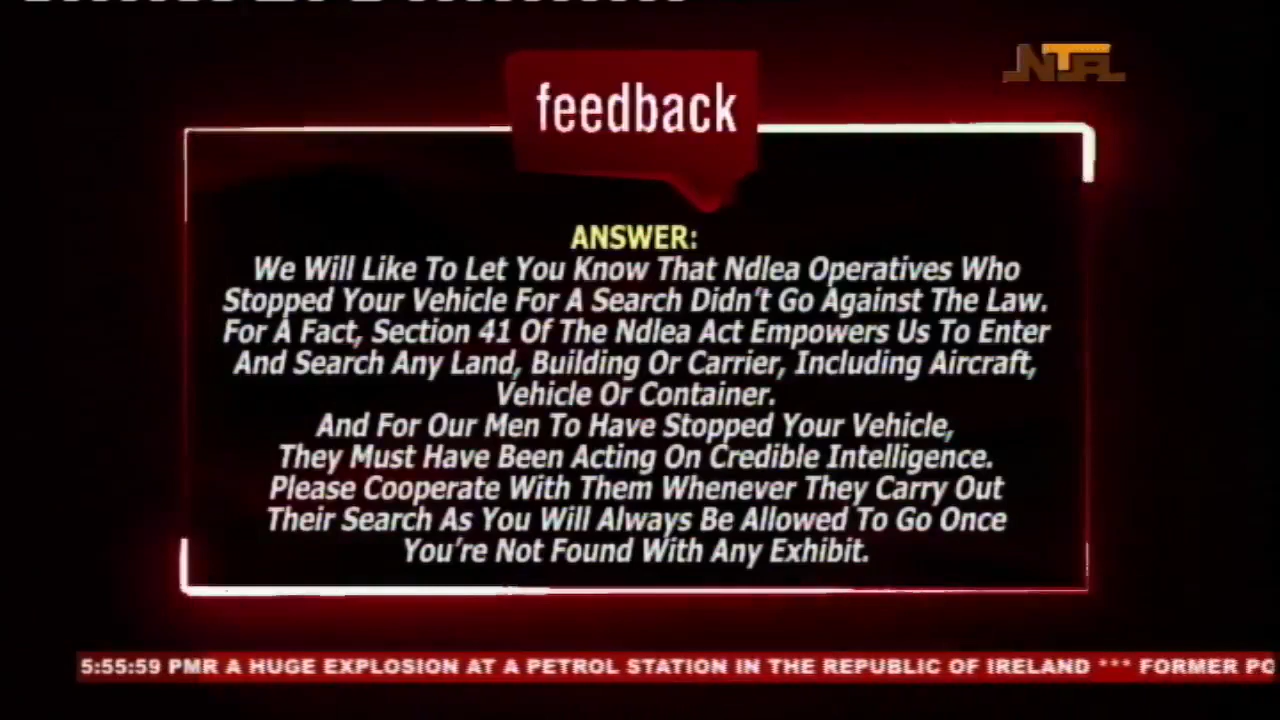 NTA
feedback
ANSWER:
We Will Like To Let You Know That Ndlea Operatives Who
Stopped Your Vehicle For A Search Didn't Go Against The Law.
For A Fact, Section 41 Of The Ndlea Act Empowers Us To Enter
And Search Any Land, Building Or Carrier, Including Aircraft,
Vehicle Or Container.
And For Our Men To Have Stopped Your Vehicle,
They Must Have Been Acting On Credible Intelligence.
Please Cooperate With Them Whenever They Carry Out
Their Search As You Will Always Be Allowed To Go Once
You're Not Found With Any Exhibit.
5:55:59 PMR A HUGE EXPLOSION AT A PETROL STATION IN THE REPUBLIC OF IRELAND *** FORMER PO